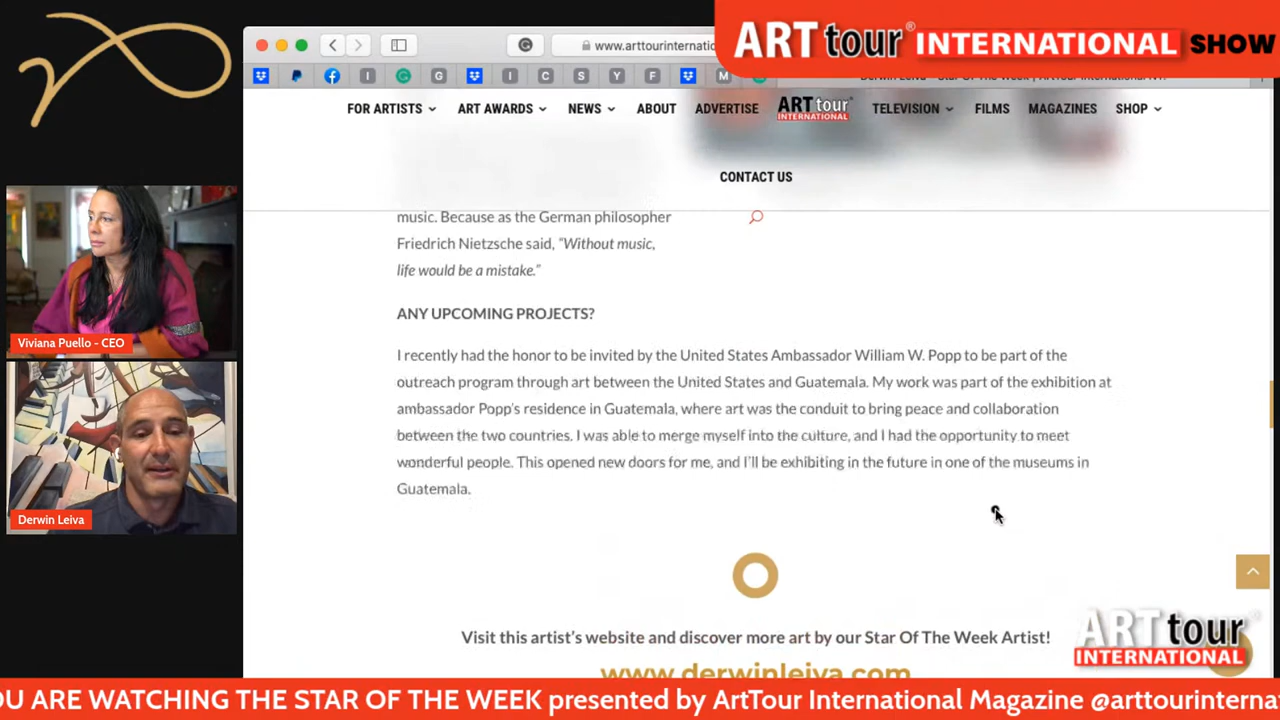 ART tour® INTERNATIONAL SHOW
www.arttourinternatio
FOR ARTISTS ART AWARDS NEWS ABOUT ADVERTISE ART tour INTERNATIONAL TELEVISION FILMS MAGAZINES SHOP
CONTACT US
music. Because as the German philosopher
Friedrich Nietzsche said, “Without music,
life would be a mistake.”
ANY UPCOMING PROJECTS?
I recently had the honor to be invited by the United States Ambassador William W. Popp to be part of the
outreach program through art between the United States and Guatemala. My work was part of the exhibition at
ambassador Popp’s residence in Guatemala, where art was the conduit to bring peace and collaboration
between the two countries. I was able to merge myself into the culture, and I had the opportunity to meet
wonderful people. This opened new doors for me, and I’ll be exhibiting in the future in one of the museums in
Guatemala.
Visit this artist’s website and discover more art by our Star Of The Week Artist!
www.derwinleiva.com
Viviana Puello - CEO
Derwin Leiva
ART tour INTERNATIONAL
OU ARE WATCHING THE STAR OF THE WEEK presented by ArtTour International Magazine @arttourinterna